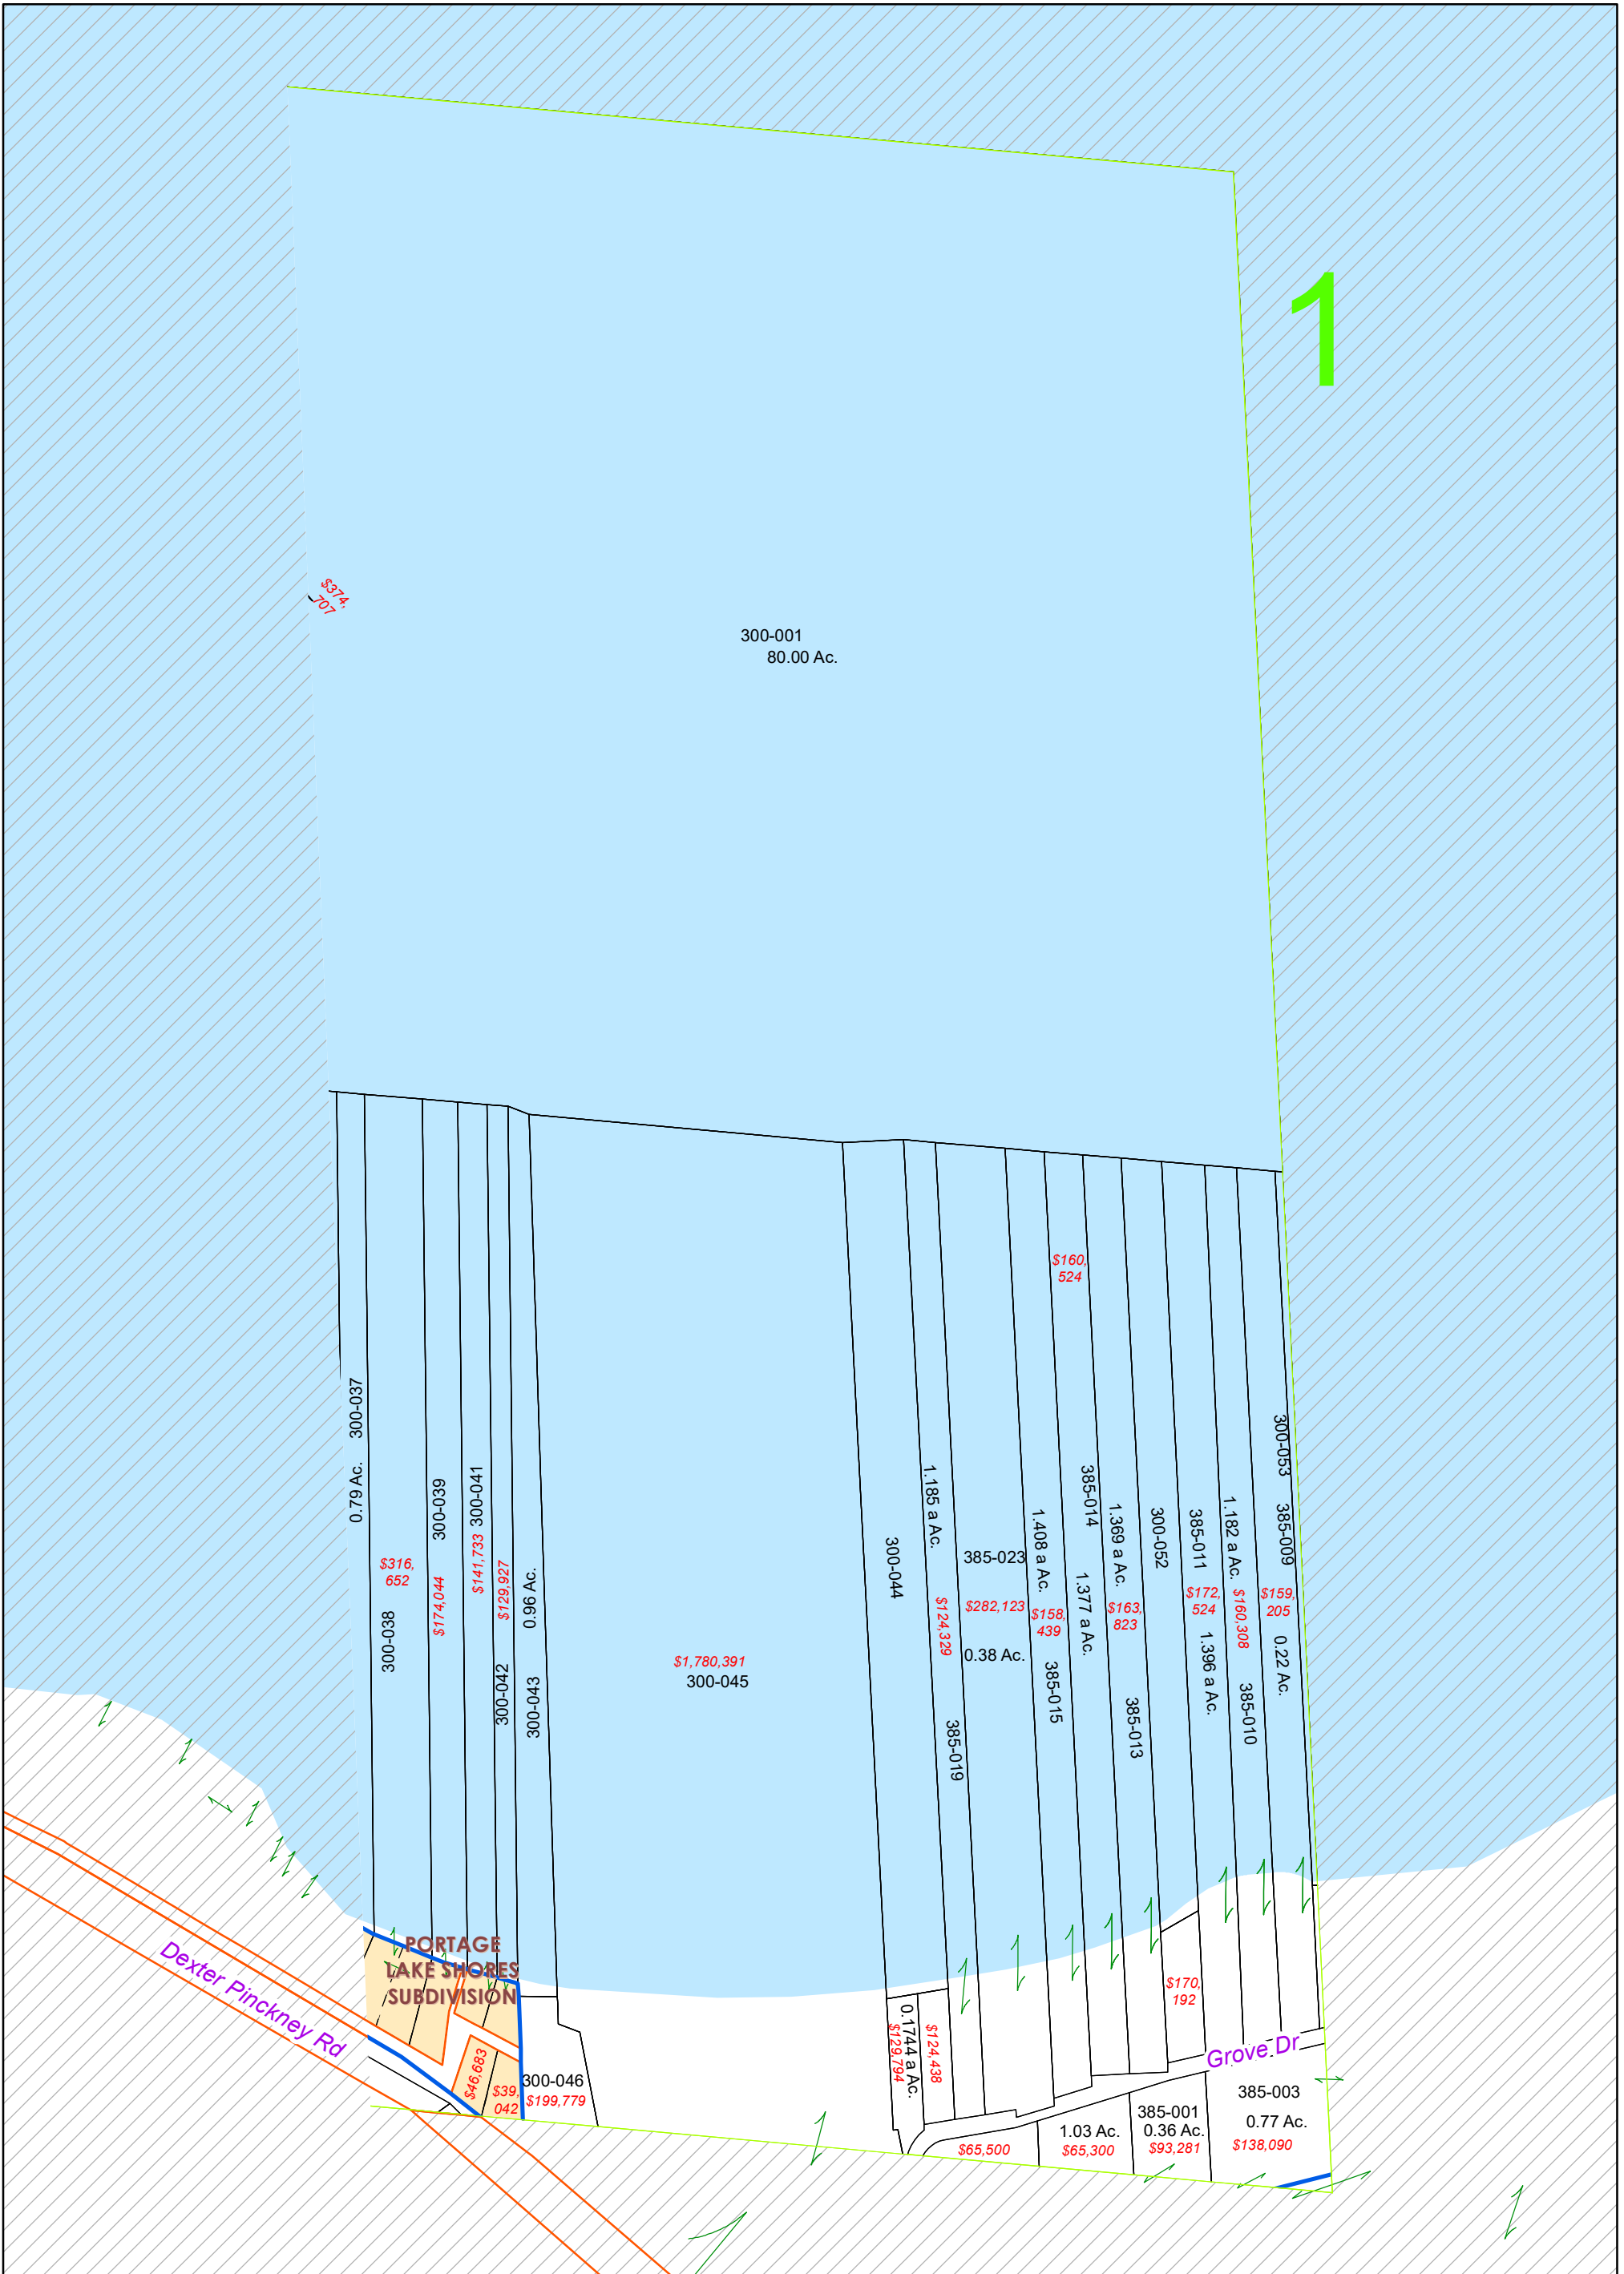 1
$374,
707
300-001
80.00 Ac.
$160,
524
300-037
0.79 Ac.
$316,
652
300-038
300-039
$174,044
300-041
$141,733
$129,927
300-042
0.96 Ac.
300-043
$1,780,391
300-045
300-044
1.185 a Ac.
$124,329
385-019
385-023
$282,123
0.38 Ac.
1.408 a Ac.
$158,
439
385-015
385-014
1.377 a Ac.
1.369 a Ac.
$163,
823
385-013
300-052
385-011
$172,
524
1.396 a Ac.
1.182 a Ac.
$160,308
385-010
300-053
385-009
$159,
205
0.22 Ac.
PORTAGE
LAKE SHORES
SUBDIVISION
Dexter Pinckney Rd
$46,683
$39,
042
300-046
$199,779
0.1744 a Ac.
$129,794
$124,438
$170,
192
Grove Dr
$65,500
1.03 Ac.
$65,300
385-001
0.36 Ac.
$93,281
385-003
0.77 Ac.
$138,090